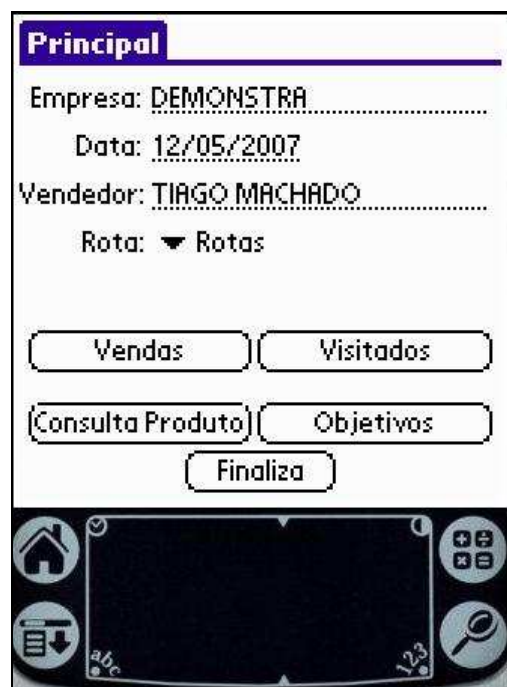 Principal
Empresa: DEMONSTRA
Data: 12/05/2007
Vendedor: TIAGO MACHADO
Rota: Rotas
Vendas Visitados
Consulta Produto Objetivos
Finaliza
abc 123